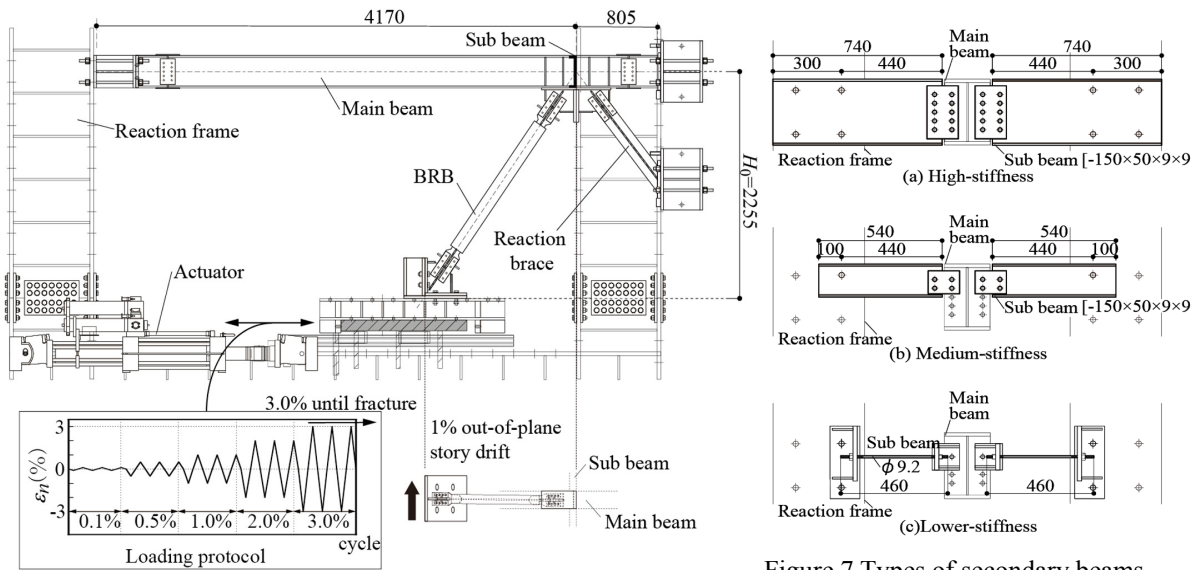 4170
805
Sub beam
Main beam
Reaction frame
BRB
H₀=2255
Reaction
brace
Actuator
3.0% until fracture
εn(%)
3
0
-3
0.1%
0.5%
1.0%
2.0%
3.0%
cycle
Loading protocol
1% out-of-plane
story drift
Sub beam
Main beam
Main
beam
740
740
300
440
440
300
Reaction frame
Sub beam [-150×50×9×9
(a) High-stiffness
Main
beam
540
540
100
440
440
100
Sub beam [-150×50×9×9
Reaction frame
(b) Medium-stiffness
Main
beam
Sub beam
ϕ9.2
460
460
Reaction frame
(c)Lower-stiffness
Figure 7 Types of secondary beams